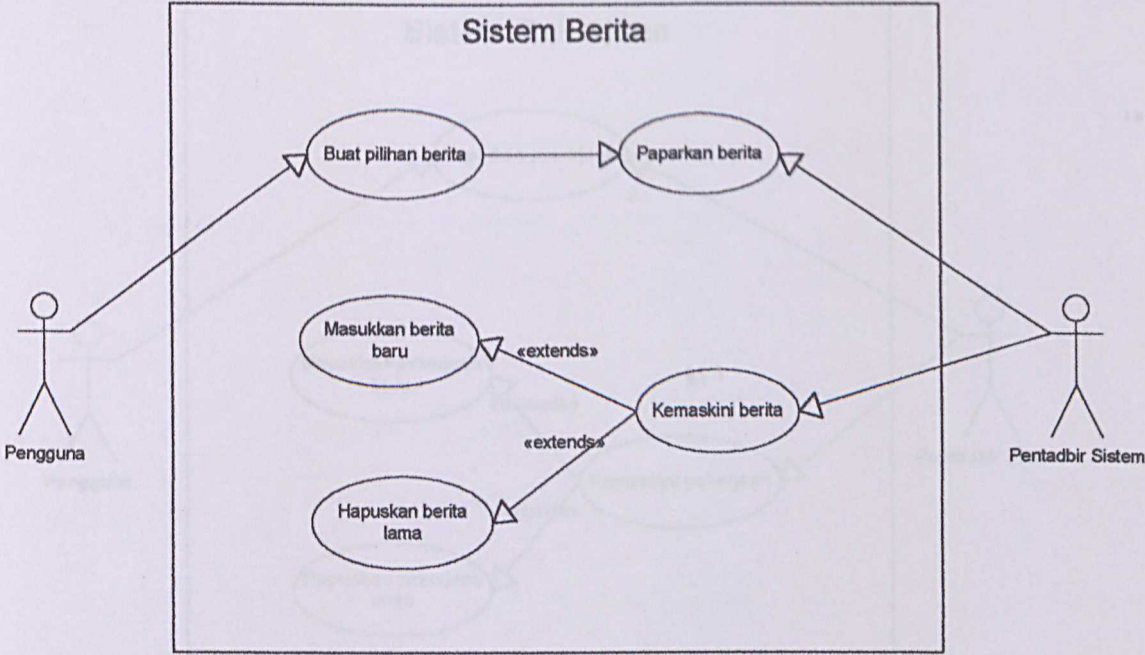 Sistem Berita
Buat pilihan berita
Paparkan berita
Masukkan berita
baru
«extends»
Kemaskini berita
«extends»
Hapuskan berita
lama
Pengguna
Pentadbir Sistem